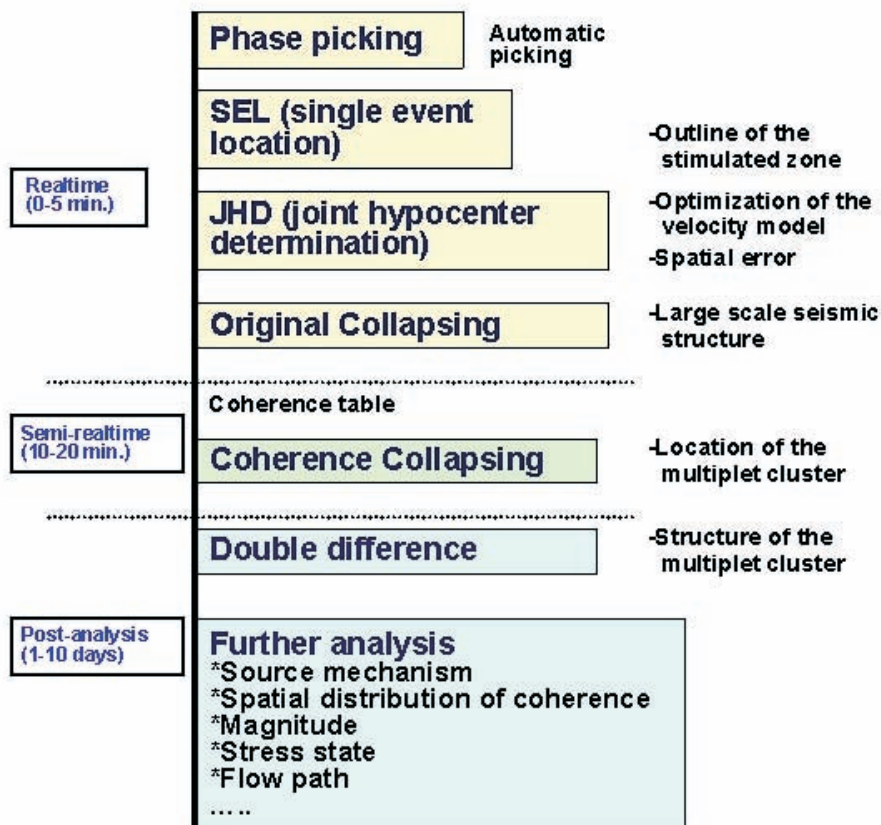 Phase picking
Automatic
picking
SEL (single event
location)
-Outline of the
stimulated zone
Realtime
(0-5 min.)
JHD (joint hypocenter
determination)
-Optimization of the
velocity model
-Spatial error
Original Collapsing
-Large scale seismic
structure
Coherence table
Semi-realtime
(10-20 min.)
Coherence Collapsing
-Location of the
multiplet cluster
Double difference
-Structure of the
multiplet cluster
Post-analysis
(1-10 days)
Further analysis
*Source mechanism
*Spatial distribution of coherence
*Magnitude
*Stress state
*Flow path
.....